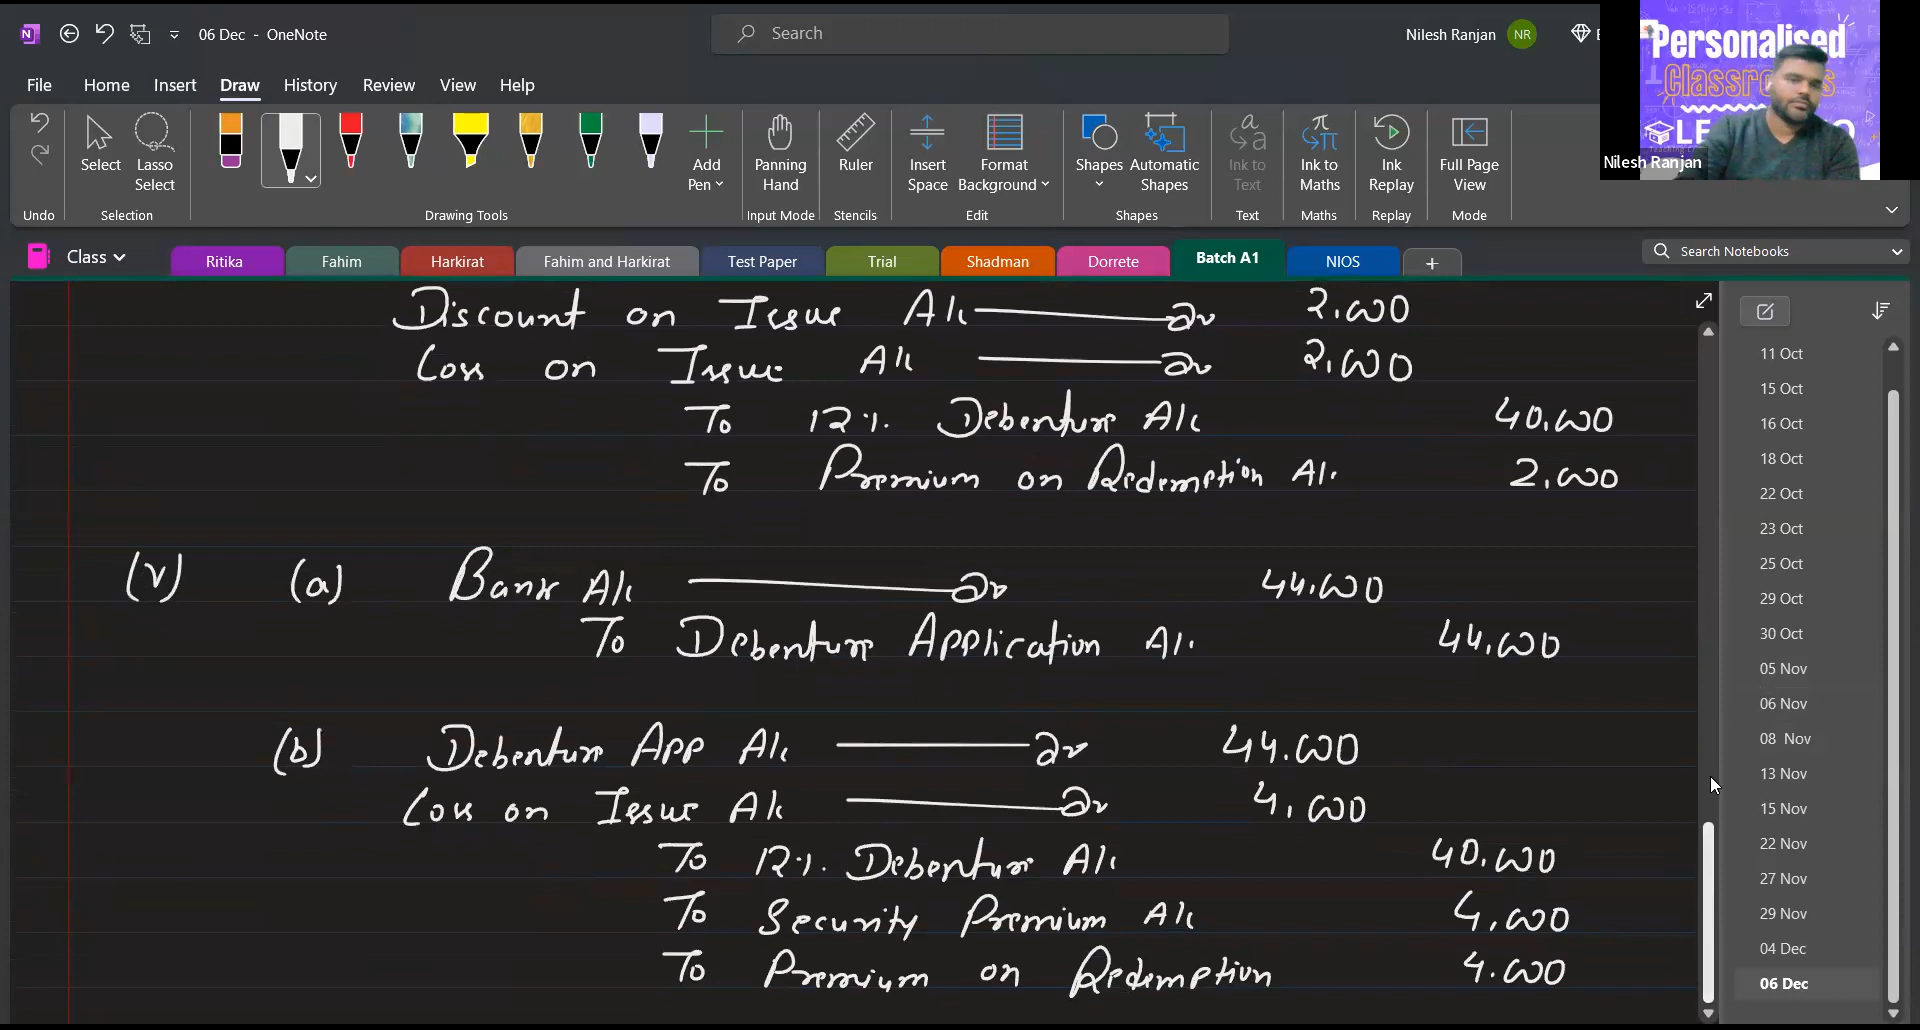 06 Dec - OneNote
Search
Nilesh Ranjan NR
File Home Insert Draw History Review View Help
Select Lasso Select Add Pen Panning Hand Ruler Insert Space Format Background Shapes Automatic Shapes Ink to Text Ink to Maths Ink Replay Full Page View
Undo Selection Drawing Tools Input Mode Stencils Edit Shapes Text Maths Replay Mode
Personalised
Classrooms
Nilesh Ranjan
Class Ritika Fahim Harkirat Fahim and Harkirat Test Paper Trial Shadman Dorrete Batch A1 NIOS + Search Notebooks
Discount on Issue A/c Dr 2,000
Loss on Issue A/c Dr 2,000
To 12% Debenture A/c 40,000
To Premium on Redemption A/c 2,000
(v) (a) Bank A/c Dr 44,000
To Debenture Application A/c 44,000
(b) Debenture App A/c Dr 44,000
Loss on Issue A/c Dr 4,000
To 12% Debenture A/c 40,000
To Security Premium A/c 4,000
To Premium on Redemption 4,000
11 Oct
15 Oct
16 Oct
18 Oct
22 Oct
23 Oct
25 Oct
29 Oct
30 Oct
05 Nov
06 Nov
08 Nov
13 Nov
15 Nov
22 Nov
27 Nov
29 Nov
04 Dec
06 Dec